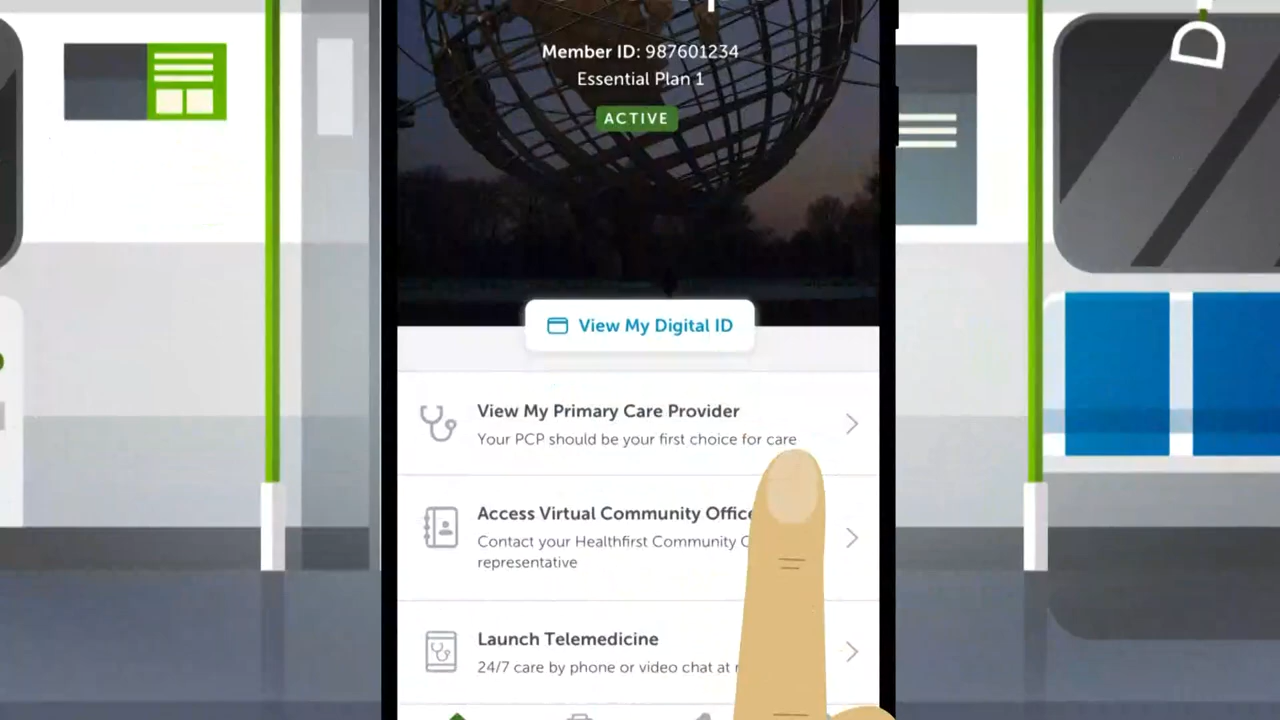 Member ID: 987601234
Essential Plan 1
ACTIVE
View My Digital ID
View My Primary Care Provider
Your PCP should be your first choice for care
Access Virtual Community Office
Contact your Healthfirst Community
representative
Launch Telemedicine
24/7 care by phone or video chat at